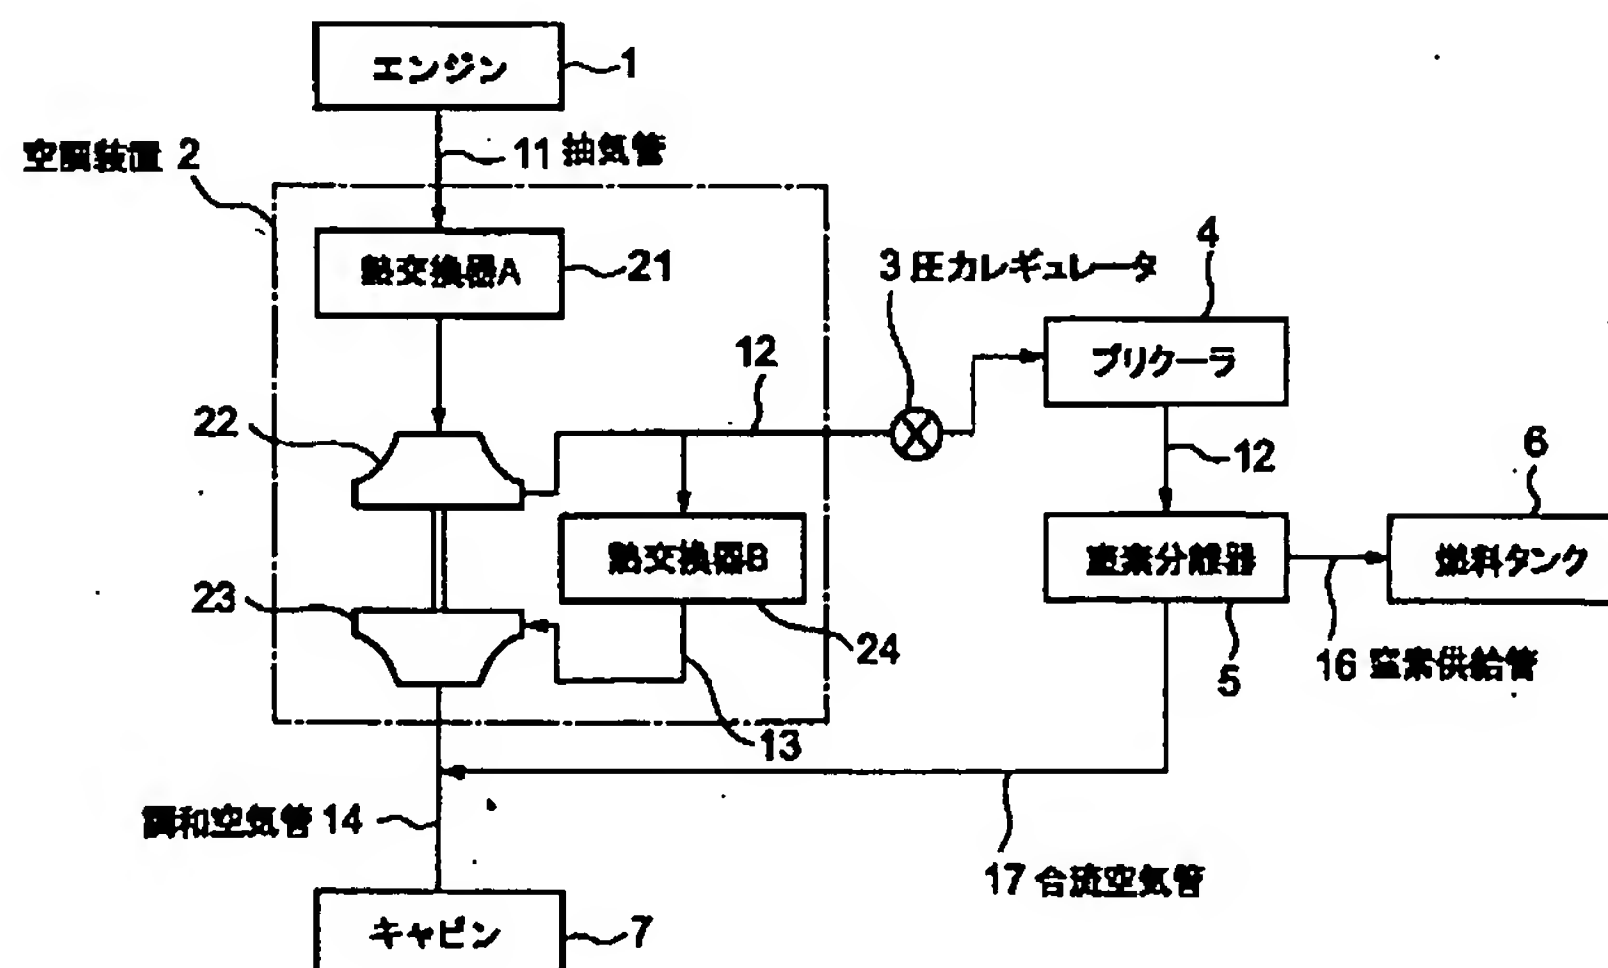 エンジン
1
11 抽気管
空調装置 2
熱交換器A
21
4
3 圧力レギュレータ
プリクーラ
12
22
12
6
熱交換器B
窒素分離器
燃料タンク
23
24
5
16 窒素供給管
13
調和空気管 14
17 合流空気管
キャビン
7